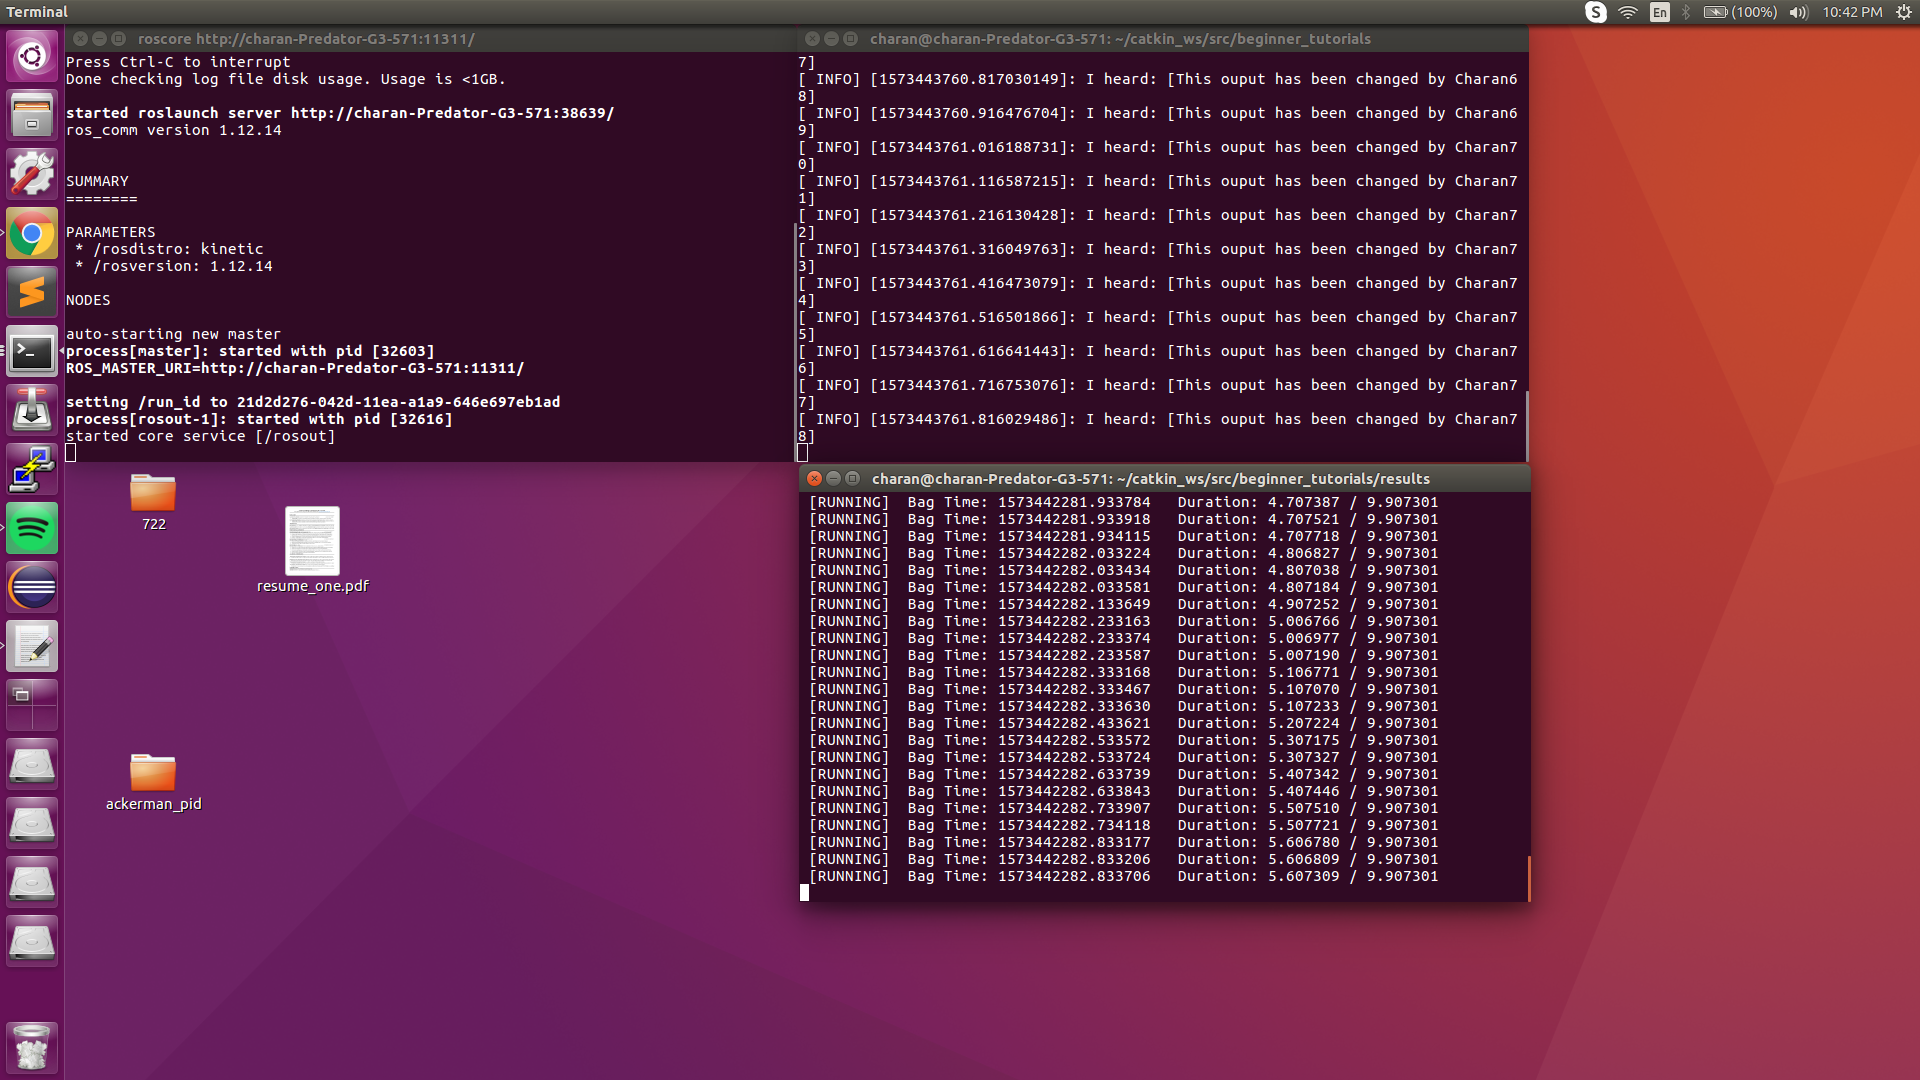 Terminal
S
En
(100%)
10:42 PM
roscore http://charan-Predator-G3-571:11311/
Press Ctrl-C to interrupt
Done checking log file disk usage. Usage is <1GB.
started roslaunch server http://charan-Predator-G3-571:38639/
ros_comm version 1.12.14
SUMMARY
========
PARAMETERS
 * /rosdistro: kinetic
 * /rosversion: 1.12.14
NODES
auto-starting new master
process[master]: started with pid [32603]
ROS_MASTER_URI=http://charan-Predator-G3-571:11311/
setting /run_id to 21d2d276-042d-11ea-a1a9-646e697eb1ad
process[rosout-1]: started with pid [32616]
started core service [/rosout]
charan@charan-Predator-G3-571: ~/catkin_ws/src/beginner_tutorials
7]
[ INFO] [1573443760.817030149]: I heard: [This ouput has been changed by Charan6
8]
[ INFO] [1573443760.916476704]: I heard: [This ouput has been changed by Charan6
9]
[ INFO] [1573443761.016188731]: I heard: [This ouput has been changed by Charan7
0]
[ INFO] [1573443761.116587215]: I heard: [This ouput has been changed by Charan7
1]
[ INFO] [1573443761.216130428]: I heard: [This ouput has been changed by Charan7
2]
[ INFO] [1573443761.316049763]: I heard: [This ouput has been changed by Charan7
3]
[ INFO] [1573443761.416473079]: I heard: [This ouput has been changed by Charan7
4]
[ INFO] [1573443761.516501866]: I heard: [This ouput has been changed by Charan7
5]
[ INFO] [1573443761.616641443]: I heard: [This ouput has been changed by Charan7
6]
[ INFO] [1573443761.716753076]: I heard: [This ouput has been changed by Charan7
7]
[ INFO] [1573443761.816029486]: I heard: [This ouput has been changed by Charan7
8]
722
resume_one.pdf
ackerman_pid
charan@charan-Predator-G3-571: ~/catkin_ws/src/beginner_tutorials/results
[RUNNING]  Bag Time: 1573442281.933784   Duration: 4.707387 / 9.907301
[RUNNING]  Bag Time: 1573442281.933918   Duration: 4.707521 / 9.907301
[RUNNING]  Bag Time: 1573442281.934115   Duration: 4.707718 / 9.907301
[RUNNING]  Bag Time: 1573442282.033224   Duration: 4.806827 / 9.907301
[RUNNING]  Bag Time: 1573442282.033434   Duration: 4.807038 / 9.907301
[RUNNING]  Bag Time: 1573442282.033581   Duration: 4.807184 / 9.907301
[RUNNING]  Bag Time: 1573442282.133649   Duration: 4.907252 / 9.907301
[RUNNING]  Bag Time: 1573442282.233163   Duration: 5.006766 / 9.907301
[RUNNING]  Bag Time: 1573442282.233374   Duration: 5.006977 / 9.907301
[RUNNING]  Bag Time: 1573442282.233587   Duration: 5.007190 / 9.907301
[RUNNING]  Bag Time: 1573442282.333168   Duration: 5.106771 / 9.907301
[RUNNING]  Bag Time: 1573442282.333467   Duration: 5.107070 / 9.907301
[RUNNING]  Bag Time: 1573442282.333630   Duration: 5.107233 / 9.907301
[RUNNING]  Bag Time: 1573442282.433621   Duration: 5.207224 / 9.907301
[RUNNING]  Bag Time: 1573442282.533572   Duration: 5.307175 / 9.907301
[RUNNING]  Bag Time: 1573442282.533724   Duration: 5.307327 / 9.907301
[RUNNING]  Bag Time: 1573442282.633739   Duration: 5.407342 / 9.907301
[RUNNING]  Bag Time: 1573442282.633843   Duration: 5.407446 / 9.907301
[RUNNING]  Bag Time: 1573442282.733907   Duration: 5.507510 / 9.907301
[RUNNING]  Bag Time: 1573442282.734118   Duration: 5.507721 / 9.907301
[RUNNING]  Bag Time: 1573442282.833177   Duration: 5.606780 / 9.907301
[RUNNING]  Bag Time: 1573442282.833206   Duration: 5.606809 / 9.907301
[RUNNING]  Bag Time: 1573442282.833706   Duration: 5.607309 / 9.907301